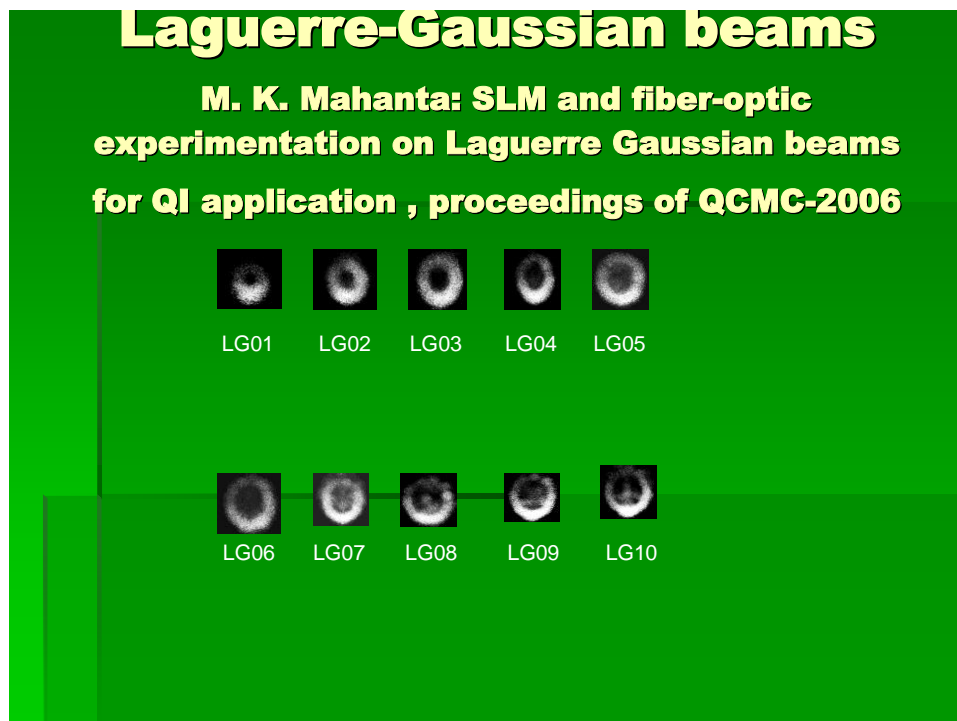 Laguerre-Gaussian beams
M. K. Mahanta: SLM and fiber-optic
experimentation on Laguerre Gaussian beams
for QI application , proceedings of QCMC-2006
LG01 LG02 LG03 LG04 LG05
LG06 LG07 LG08 LG09 LG10